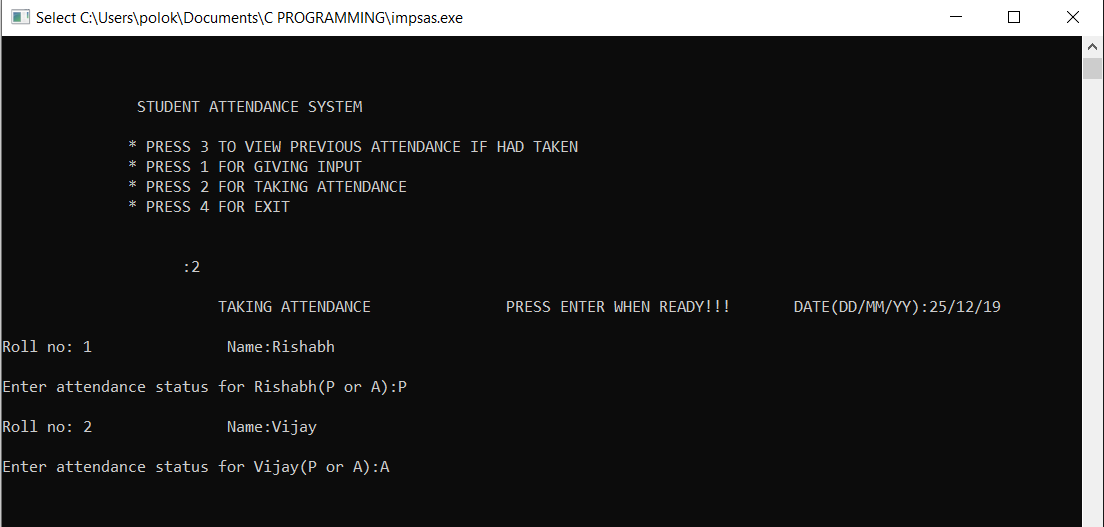 Select C:\Users\polok\Documents\C PROGRAMMING\impsas.exe
STUDENT ATTENDANCE SYSTEM
* PRESS 3 TO VIEW PREVIOUS ATTENDANCE IF HAD TAKEN
* PRESS 1 FOR GIVING INPUT
* PRESS 2 FOR TAKING ATTENDANCE
* PRESS 4 FOR EXIT
:2
TAKING ATTENDANCE PRESS ENTER WHEN READY!!! DATE(DD/MM/YY):25/12/19
Roll no: 1 Name:Rishabh
Enter attendance status for Rishabh(P or A):P
Roll no: 2 Name:Vijay
Enter attendance status for Vijay(P or A):A